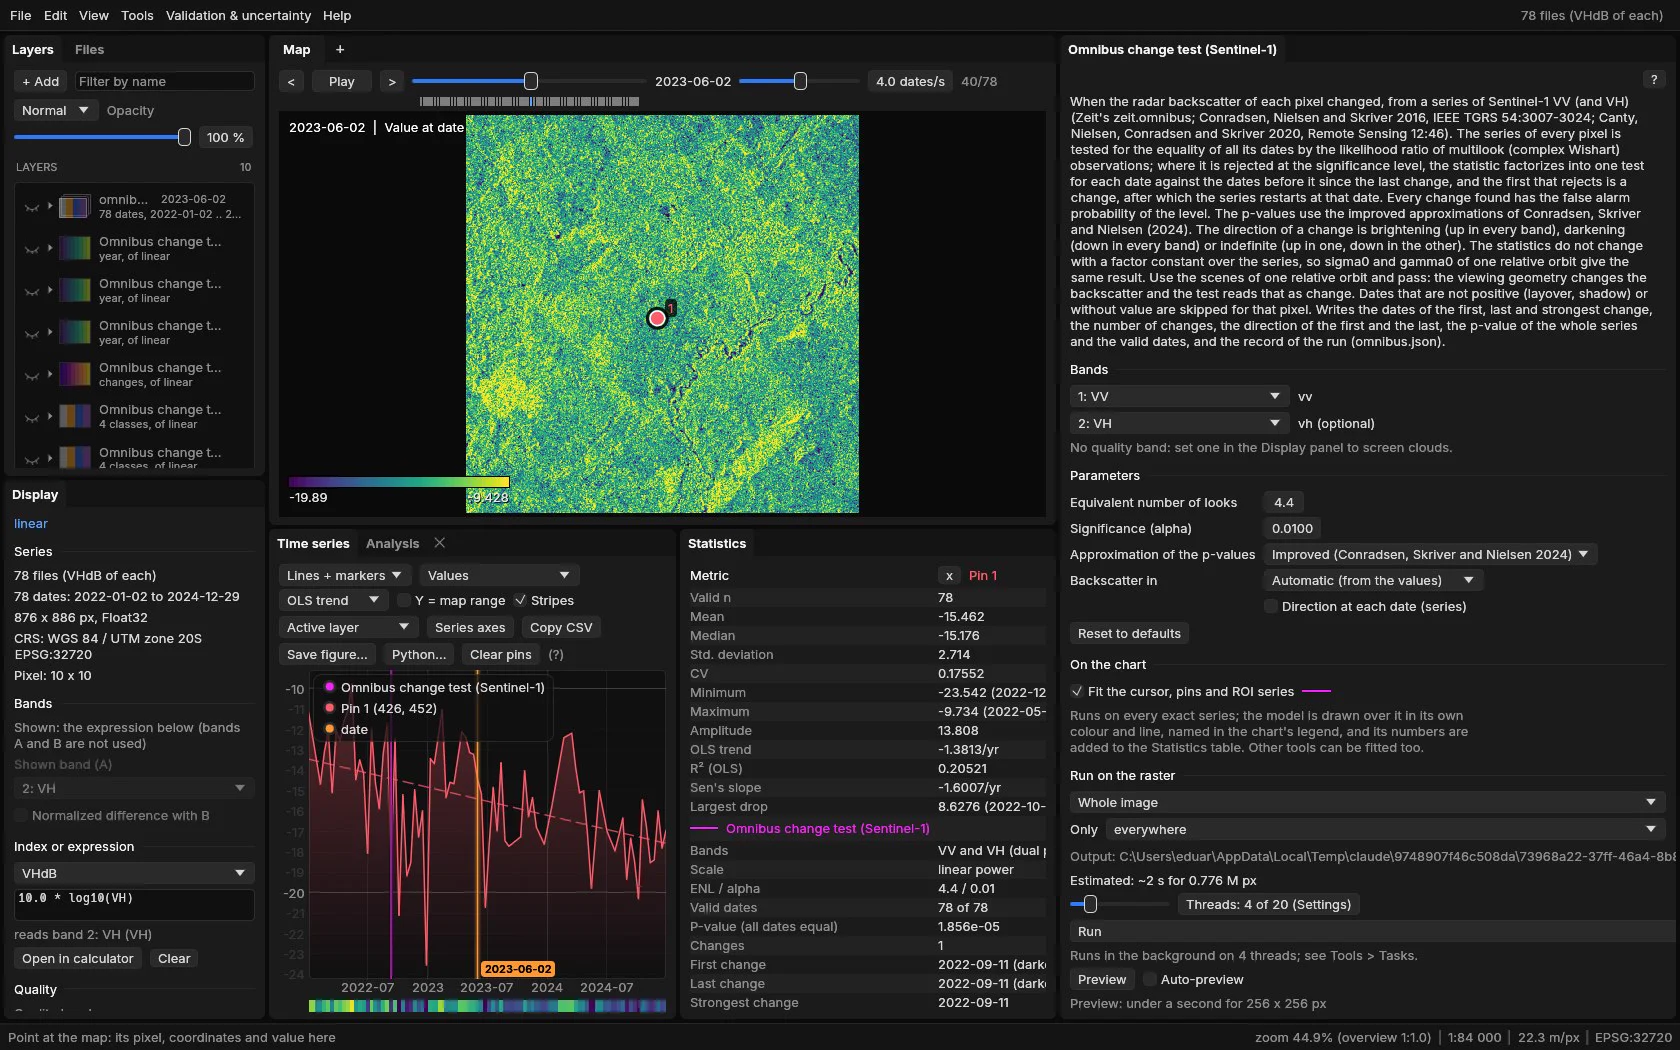 File Edit View Tools Validation & uncertainty Help
78 files (VHdB of each)
Layers Files
+ Add Filter by name
Normal Opacity
100 %
LAYERS 10
omnib... 2023-06-02
78 dates, 2022-01-02 .. 2...
Omnibus change t...
year, of linear
Omnibus change t...
year, of linear
Omnibus change t...
year, of linear
Omnibus change t...
changes, of linear
Omnibus change t...
4 classes, of linear
Omnibus change t...
4 classes, of linear
Display
linear
Series
78 files (VHdB of each)
78 dates: 2022-01-02 to 2024-12-29
876 x 886 px, Float32
CRS: WGS 84 / UTM zone 20S
EPSG:32720
Pixel: 10 x 10
Bands
Shown: the expression below (bands
A and B are not used)
Shown band (A)
2: VH
Normalized difference with B
Index or expression
VHdB
10.0 * log10(VH)
reads band 2: VH (VH)
Open in calculator Clear
Quality
Map +
< Play > 2023-06-02 4.0 dates/s 40/78
2023-06-02 | Value at date
1
-19.89 -9.428
Time series Analysis
Lines + markers Values
OLS trend Y = map range Stripes
Active layer Series axes Copy CSV
Save figure... Python... Clear pins (?)
Omnibus change test (Sentinel-1)
Pin 1 (426, 452)
date
-10
-11
-12
-13
-14
-15
-16
-17
-18
-19
-20
-21
-22
-23
-24
2023-06-02
2022-07 2023 2023-07 2024 2024-07
Statistics
Metric x Pin 1
Valid n 78
Mean -15.462
Median -15.176
Std. deviation 2.714
CV 0.17552
Minimum -23.542 (2022-12
Maximum -9.734 (2022-05-
Amplitude 13.808
OLS trend -1.3813/yr
R² (OLS) 0.20521
Sen's slope -1.6007/yr
Largest drop 8.6276 (2022-10-
Omnibus change test (Sentinel-1)
Bands VV and VH (dual p
Scale linear power
ENL / alpha 4.4 / 0.01
Valid dates 78 of 78
P-value (all dates equal) 1.856e-05
Changes 1
First change 2022-09-11 (dark
Last change 2022-09-11 (dark
Strongest change 2022-09-11
Omnibus change test (Sentinel-1)
?
When the radar backscatter of each pixel changed, from a series of Sentinel-1 VV (and VH)
(Zeit's zeit.omnibus; Conradsen, Nielsen and Skriver 2016, IEEE TGRS 54:3007-3024; Canty,
Nielsen, Conradsen and Skriver 2020, Remote Sensing 12:46). The series of every pixel is
tested for the equality of all its dates by the likelihood ratio of multilook (complex Wishart)
observations; where it is rejected at the significance level, the statistic factorizes into one test
for each date against the dates before it since the last change, and the first that rejects is a
change, after which the series restarts at that date. Every change found has the false alarm
probability of the level. The p-values use the improved approximations of Conradsen, Skriver
and Nielsen (2024). The direction of a change is brightening (up in every band), darkening
(down in every band) or indefinite (up in one, down in the other). The statistics do not change
with a factor constant over the series, so sigma0 and gamma0 of one relative orbit give the
same result. Use the scenes of one relative orbit and pass: the viewing geometry changes the
backscatter and the test reads that as change. Dates that are not positive (layover, shadow) or
without value are skipped for that pixel. Writes the dates of the first, last and strongest change,
the number of changes, the direction of the first and the last, the p-value of the whole series
and the valid dates, and the record of the run (omnibus.json).
Bands
1: VV vv
2: VH vh (optional)
No quality band: set one in the Display panel to screen clouds.
Parameters
Equivalent number of looks 4.4
Significance (alpha) 0.0100
Approximation of the p-values Improved (Conradsen, Skriver and Nielsen 2024)
Backscatter in Automatic (from the values)
Direction at each date (series)
Reset to defaults
On the chart
Fit the cursor, pins and ROI series
Runs on every exact series; the model is drawn over it in its own
colour and line, named in the chart's legend, and its numbers are
added to the Statistics table. Other tools can be fitted too.
Run on the raster
Whole image
Only everywhere
Output: C:\Users\eduar\AppData\Local\Temp\claude\9748907f46c508da\73968a22-37ff-46a4-8b8
Estimated: ~2 s for 0.776 M px
Threads: 4 of 20 (Settings)
Run
Runs in the background on 4 threads; see Tools > Tasks.
Preview Auto-preview
Preview: under a second for 256 x 256 px
Point at the map: its pixel, coordinates and value here
zoom 44.9% (overview 1:1.0) | 1:84 000 | 22.3 m/px | EPSG:32720